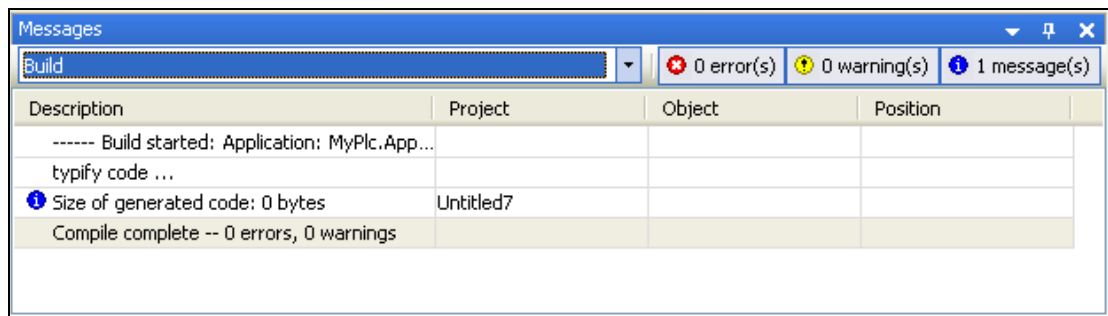 Messages
Build 0 error(s) 0 warning(s) 1 message(s)
Description Project Object Position
------ Build started: Application: MyPlc.App...
typify code ...
Size of generated code: 0 bytes Untitled7
Compile complete -- 0 errors, 0 warnings